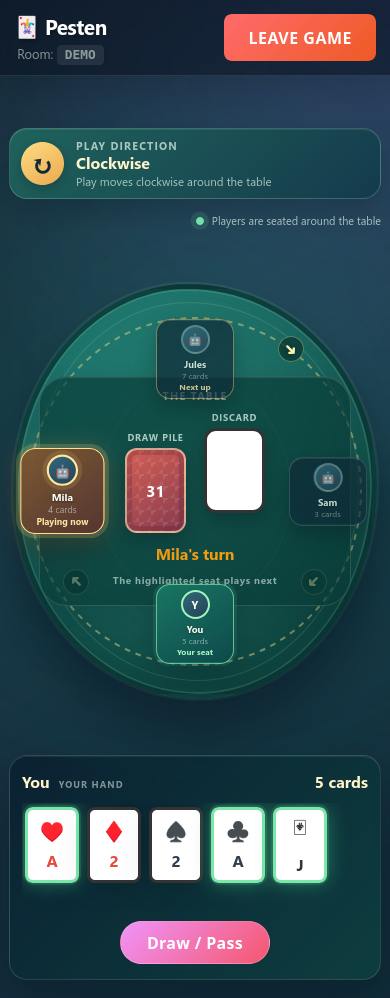 Pesten
Room: DEMO
LEAVE GAME
PLAY DIRECTION
Clockwise
Play moves clockwise around the table
Players are seated around the table
Jules
7 cards
Next up
THE TABLE
DISCARD
DRAW PILE
31
Mila
4 cards
Playing now
Sam
3 cards
Mila's turn
The highlighted seat plays next
Y
You
5 cards
Your seat
You YOUR HAND 5 cards
A 2 2 A J
Draw / Pass